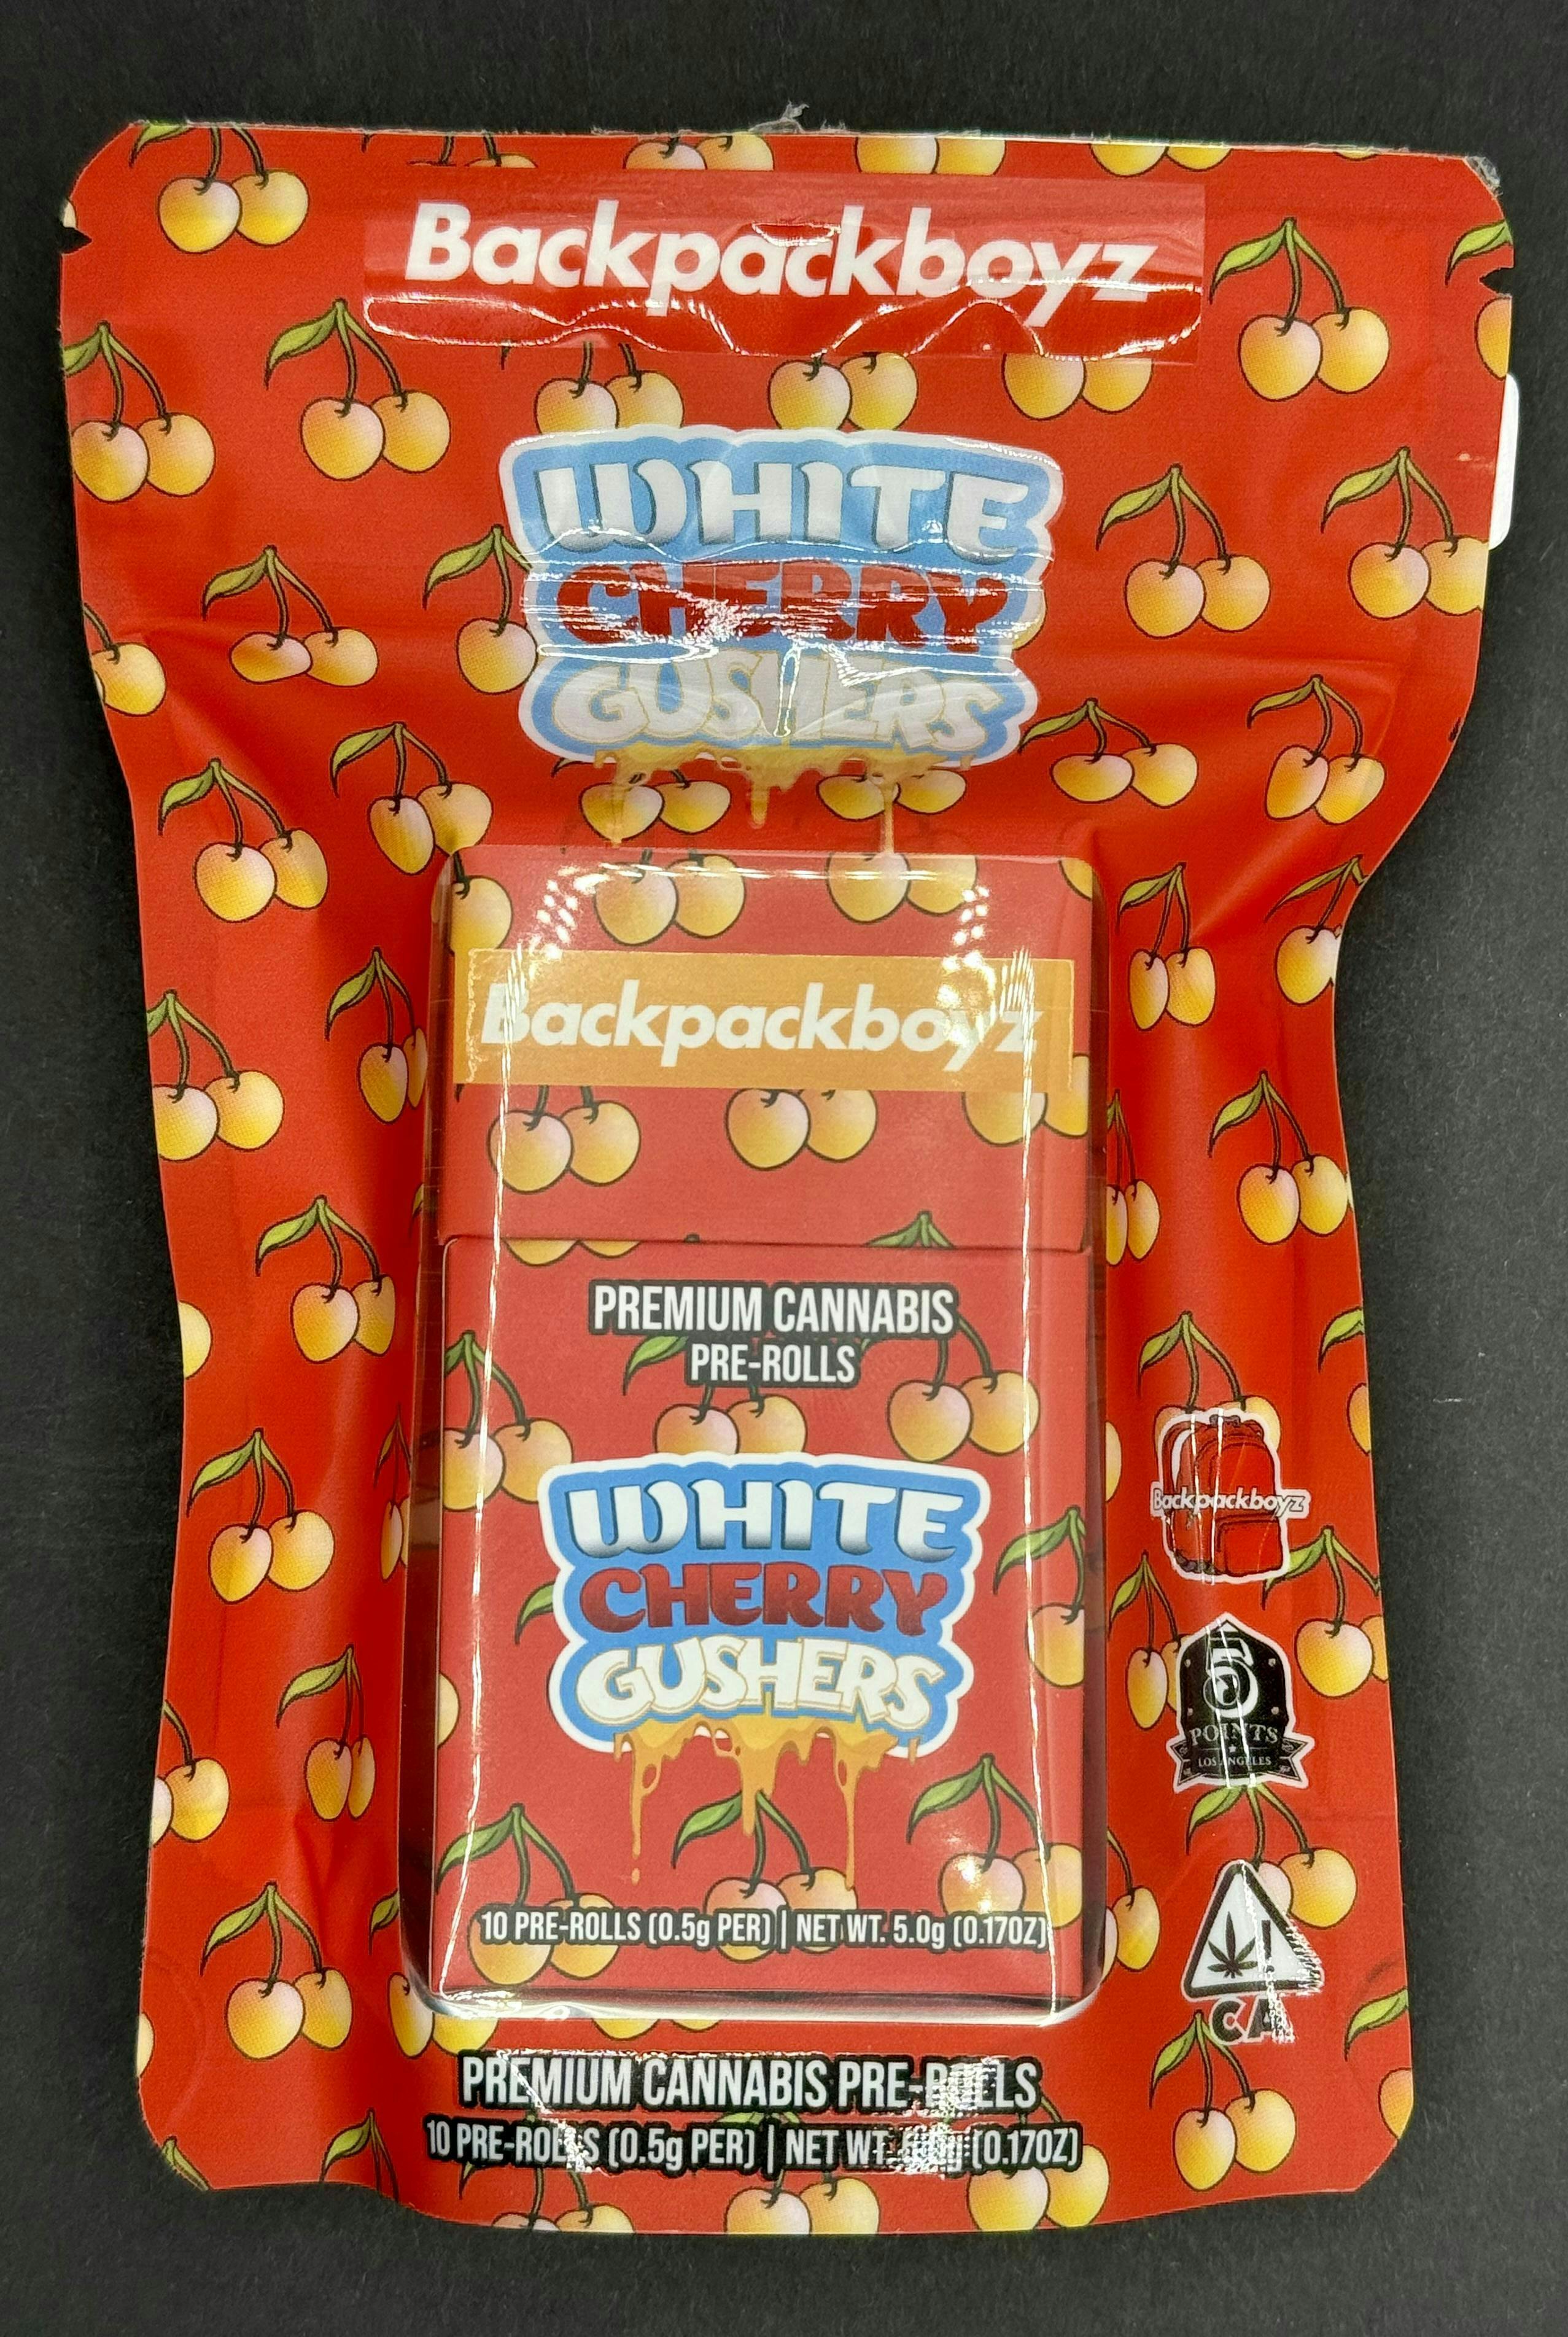 Backpackboyz
WHITE
CHERRY
GUSHERS
Backpackboyz
PREMIUM CANNABIS
PRE-ROLLS
WHITE
CHERRY
GUSHERS
10 PRE-ROLLS (0.5g PER) | NET WT. 5.0g (0.17OZ)
Backpackboyz
5
POINTS
LOS ANGELES
!
CA
PREMIUM CANNABIS PRE-ROLLS
10 PRE-ROLLS (0.5g PER) | NET WT. (0.17OZ)